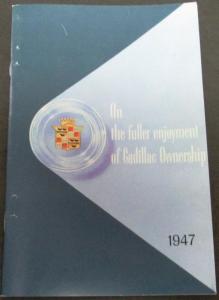 On
the fuller enjoyment
of Cadillac Ownership
1947